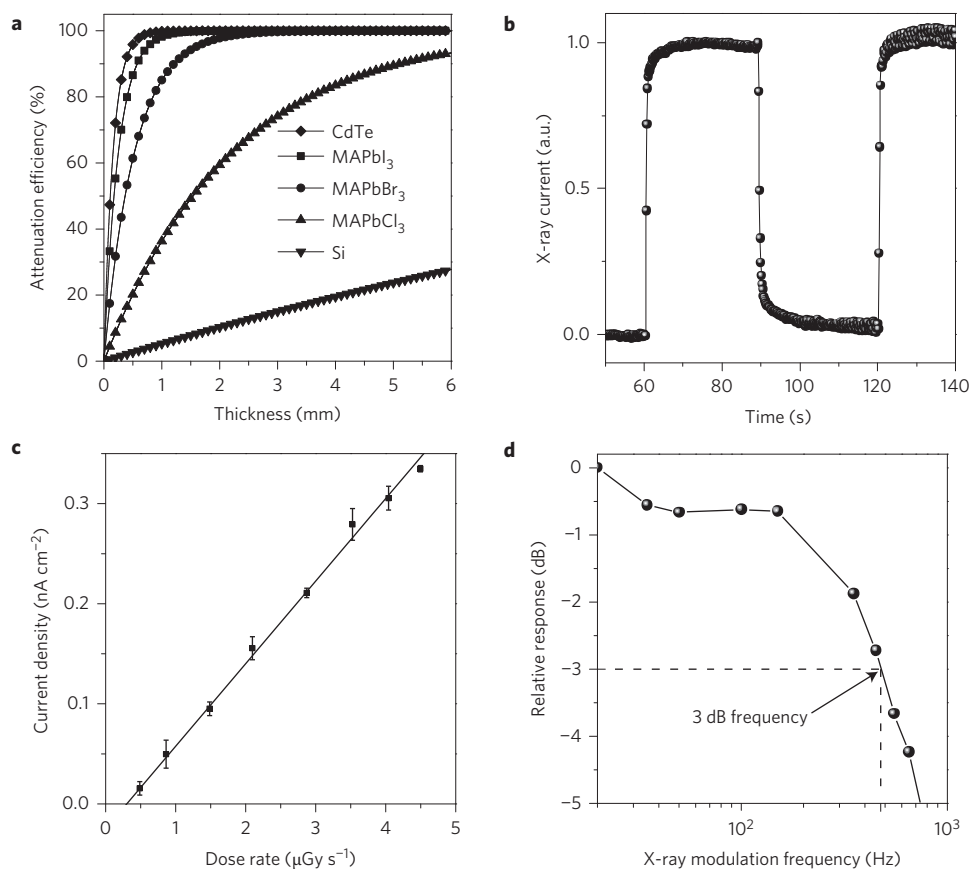 a
100
80
60
40
20
0
Attenuation efficiency (%)
CdTe
MAPbI₃
MAPbBr₃
MAPbCl₃
Si
0 1 2 3 4 5 6
Thickness (mm)
b
1.0
0.5
0.0
X-ray current (a.u.)
60 80 100 120 140
Time (s)
c
0.3
0.2
0.1
0.0
Current density (nA cm⁻²)
0 1 2 3 4 5
Dose rate (μGy s⁻¹)
d
0
−1
−2
−3
−4
−5
Relative response (dB)
3 dB frequency
10² 10³
X-ray modulation frequency (Hz)